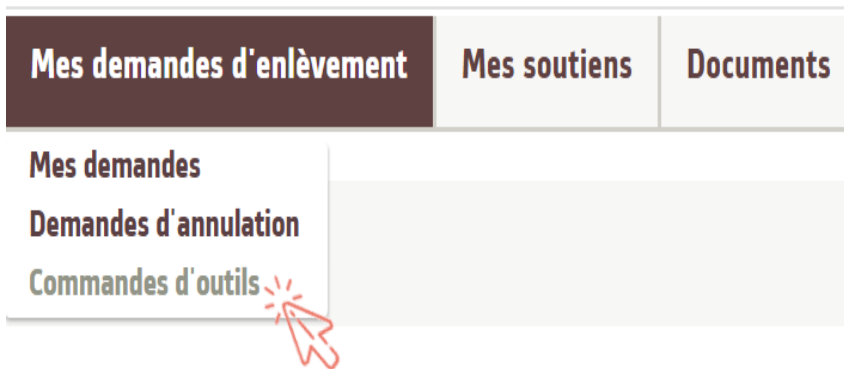 Mes demandes d'enlèvement Mes soutiens Documents
Mes demandes
Demandes d'annulation
Commandes d'outils